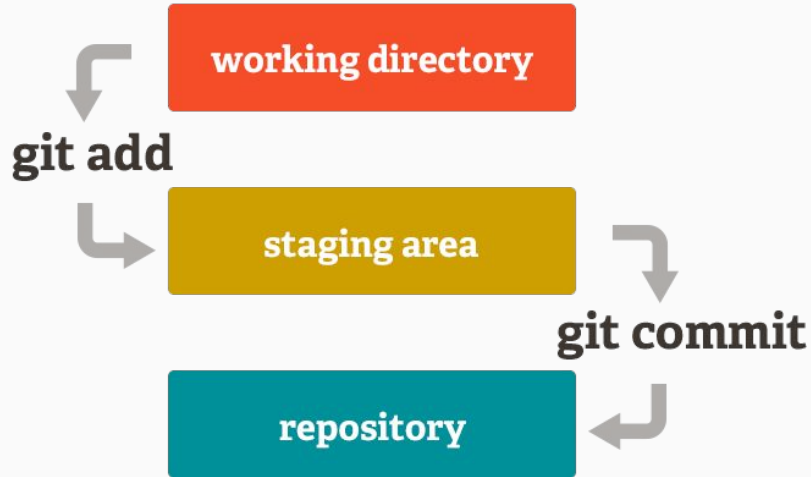 working directory
git add
staging area
git commit
repository